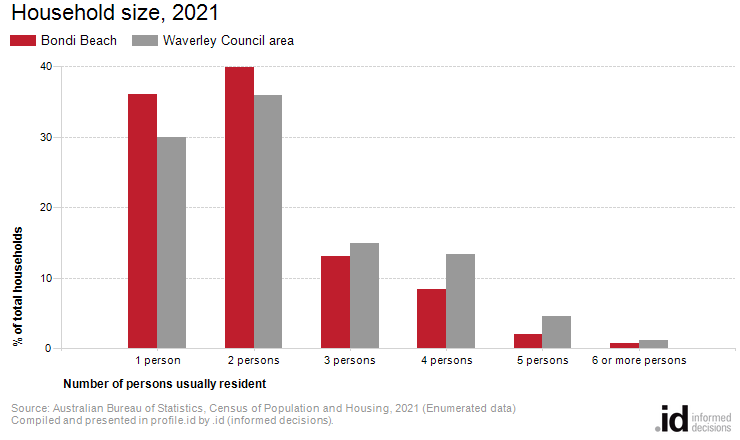 Household size, 2021
Bondi Beach Waverley Council area
40
30
20
10
0
% of total households
1 person 2 persons 3 persons 4 persons 5 persons 6 or more persons
Number of persons usually resident
Source: Australian Bureau of Statistics, Census of Population and Housing, 2021 (Enumerated data)
Compiled and presented in profile.id by .id (informed decisions).
.id informed
decisions